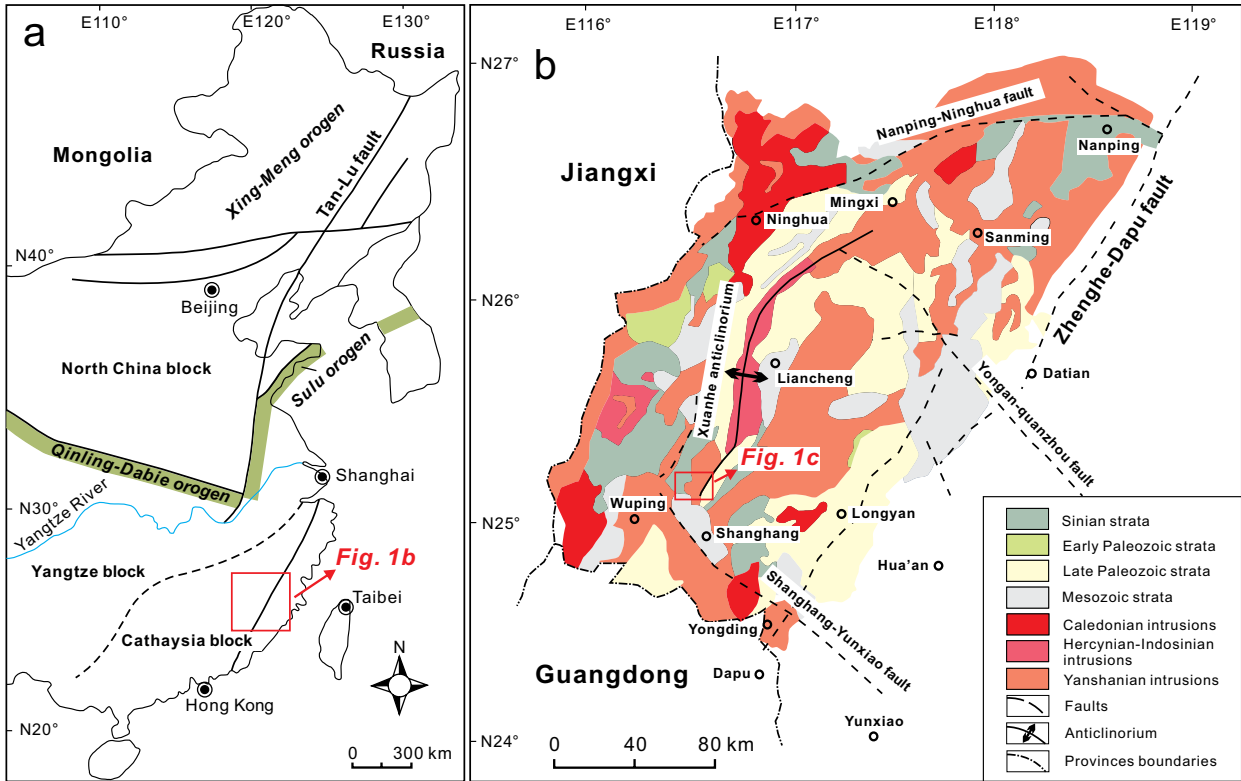 E110°
E120°
E130°
a
Russia
Mongolia
Xing-Meng orogen
Tan-Lu fault
N40°
Beijing
North China block
Sulu orogen
Qinling-Dabie orogen
Shanghai
N30°
Yangtze River
Yangtze block
Fig. 1b
Taibei
Cathaysia block
N
Hong Kong
N20°
0 300 km
E116°
E117°
E118°
E119°
N27°
b
Nanping-Ninghua fault
Nanping
Jiangxi
Mingxi
Ninghua
Sanming
Zhenghe-Dapu fault
N26°
Xuanhe anticlinorium
Liancheng
Datian
Yongan-quanzhou fault
Fig. 1c
Wuping
Longyan
N25°
Shanghang
Hua'an
Shanghang-Yunxiao fault
Yongding
Guangdong
Dapu
Yunxiao
N24°
0 40 80 km
Sinian strata
Early Paleozoic strata
Late Paleozoic strata
Mesozoic strata
Caledonian intrusions
Hercynian-Indosinian
intrusions
Yanshanian intrusions
Faults
Anticlinorium
Provinces boundaries